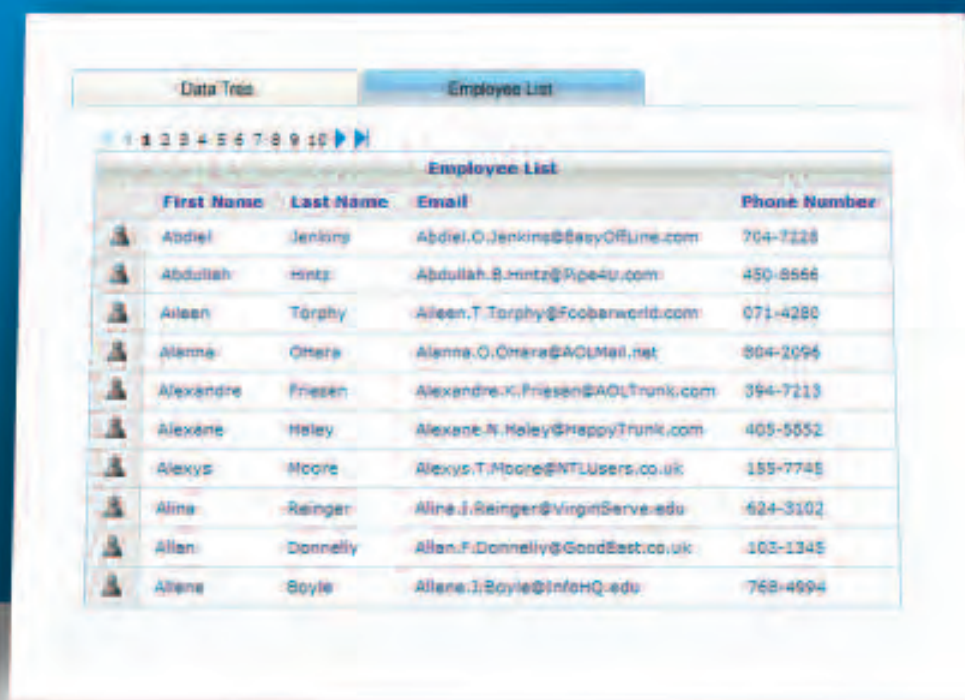 Data Tree Employee List
1 2 3 4 5 6 7 8 9 10
Employee List
First Name Last Name Email Phone Number
Abdiel Jenkins Abdiel.O.Jenkins@EasyOffLine.com 704-7228
Abdullah Hintz Abdullah.B.Hintz@Pipe4U.com 450-8566
Aileen Torphy Aileen.T.Torphy@Fooberworld.com 071-4280
Alanna Omera Alanna.O.Omera@AOLMail.net 804-2096
Alexandre Friesen Alexandre.K.Friesen@AOLTrunk.com 394-7213
Alexane Haley Alexane.N.Haley@HappyTrunk.com 405-5552
Alexys Moore Alexys.T.Moore@NTLUsers.co.uk 155-7745
Alina Reinger Alina.J.Reinger@VirginServe.edu 624-3102
Allan Donnelly Allan.F.Donnelly@GoodEast.co.uk 103-1345
Allene Boyle Allene.J.Boyle@InfoHQ.edu 768-4994